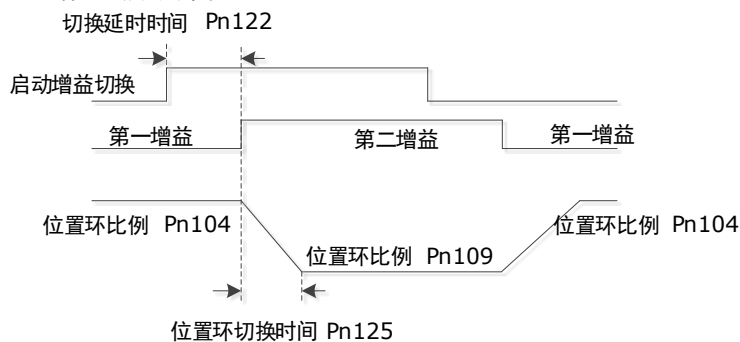 切换延时时间 Pn122
启动增益切换
第一增益
第二增益
第一增益
位置环比例 Pn104
位置环比例 Pn109
位置环比例 Pn104
位置环切换时间 Pn125